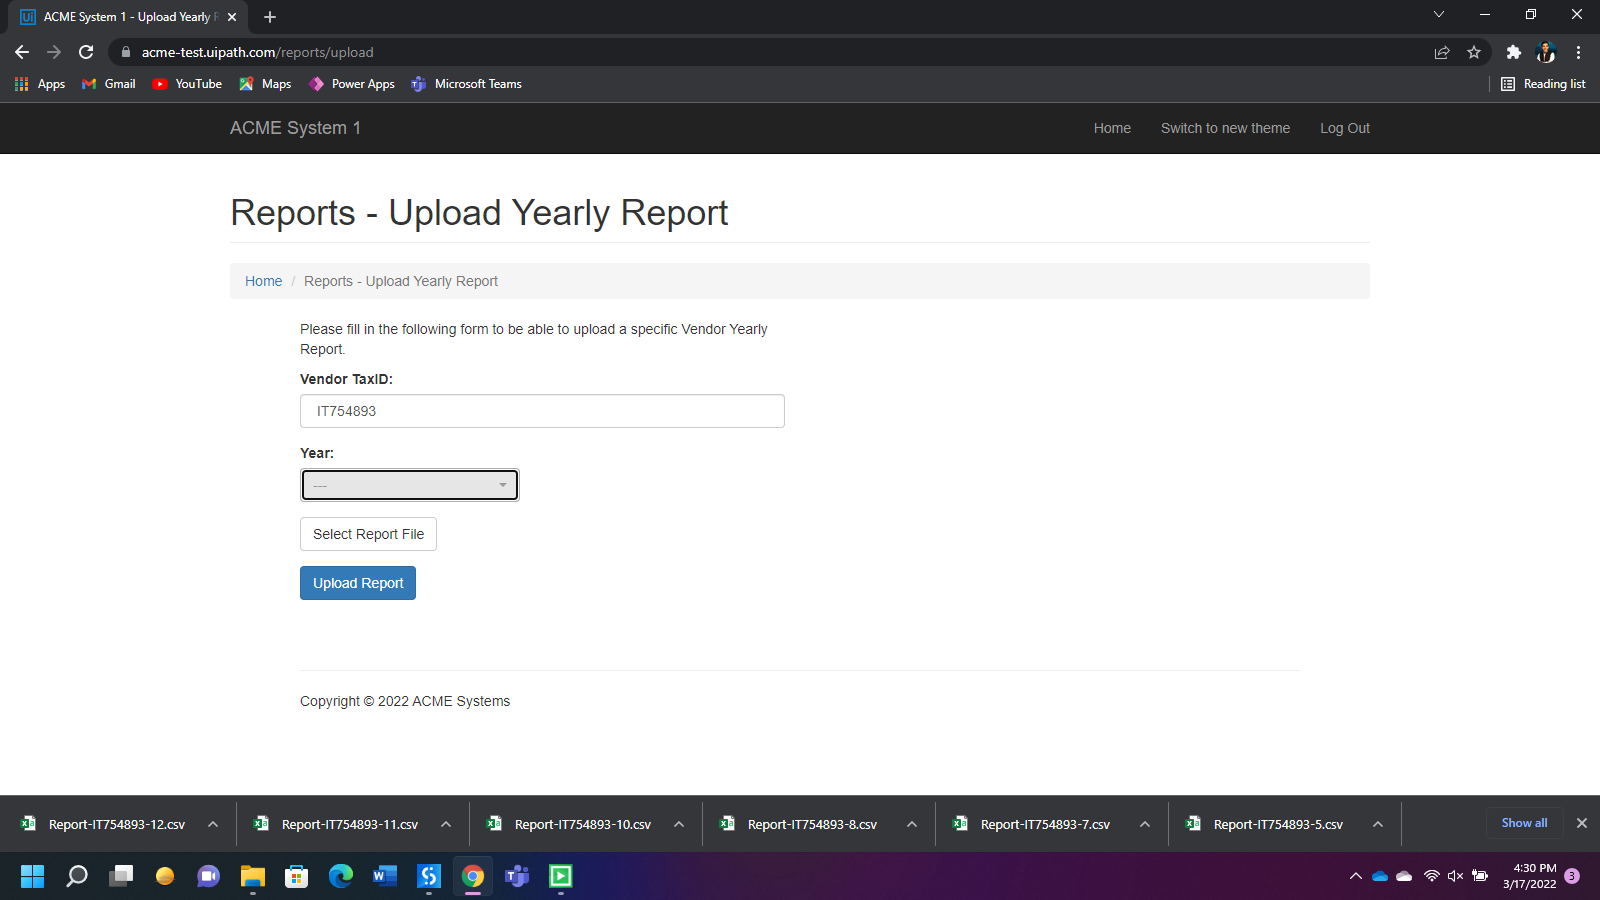 ACME System 1 - Upload Yearly R
acme-test.uipath.com/reports/upload
Apps
Gmail
YouTube
Maps
Power Apps
Microsoft Teams
Reading list
ACME System 1
Home
Switch to new theme
Log Out
Reports - Upload Yearly Report
Home / Reports - Upload Yearly Report
Please fill in the following form to be able to upload a specific Vendor Yearly
Report.
Vendor TaxID:
IT754893
Year:
---
Select Report File
Upload Report
Copyright © 2022 ACME Systems
Report-IT754893-12.csv
Report-IT754893-11.csv
Report-IT754893-10.csv
Report-IT754893-8.csv
Report-IT754893-7.csv
Report-IT754893-5.csv
Show all
4:30 PM
3/17/2022
3